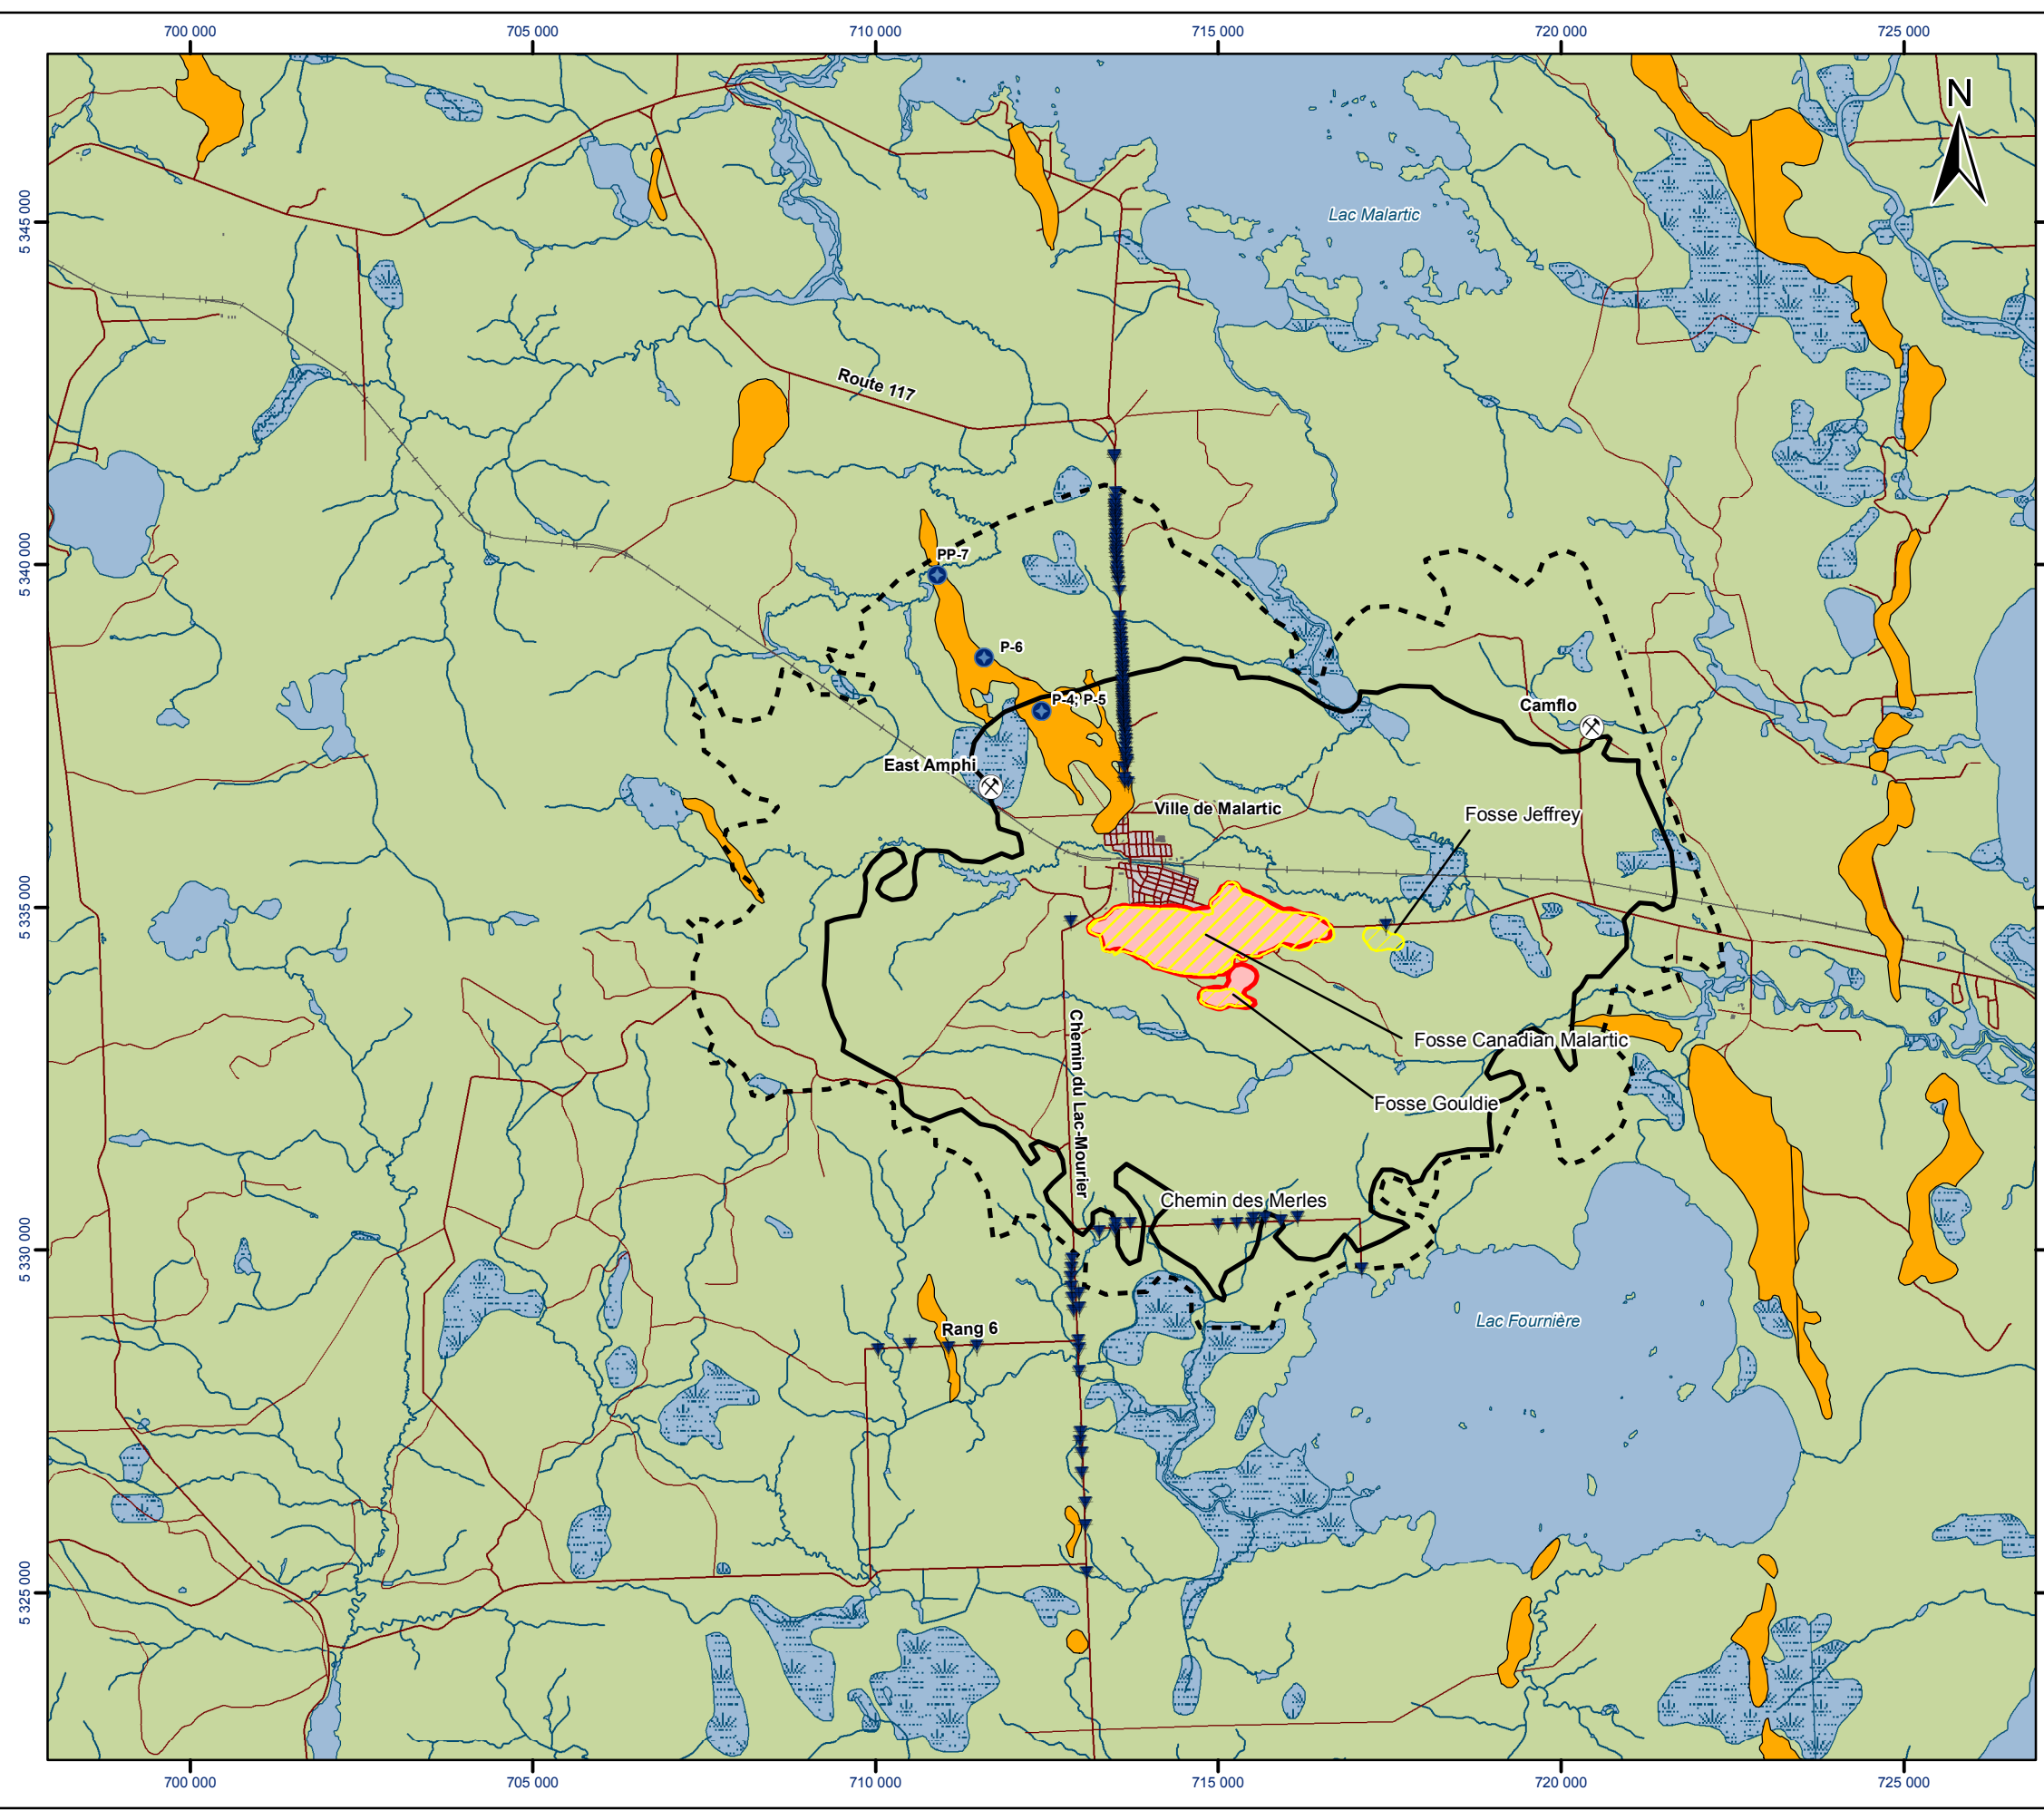 700 000 705 000 710 000 715 000 720 000 725 000
N
5 345 000
Lac Malartic
Route 117
5 340 000
PP-7
P-6
P-4; P-5
Camflo
East Amphi
Ville de Malartic
Fosse Jeffrey
5 335 000
Chemin du Lac-Mourier
Fosse Canadian Malartic
Fosse Gouldie
Chemin des Merles
5 330 000
Lac Fournière
Rang 6
5 325 000
700 000 705 000 710 000 715 000 720 000 725 000